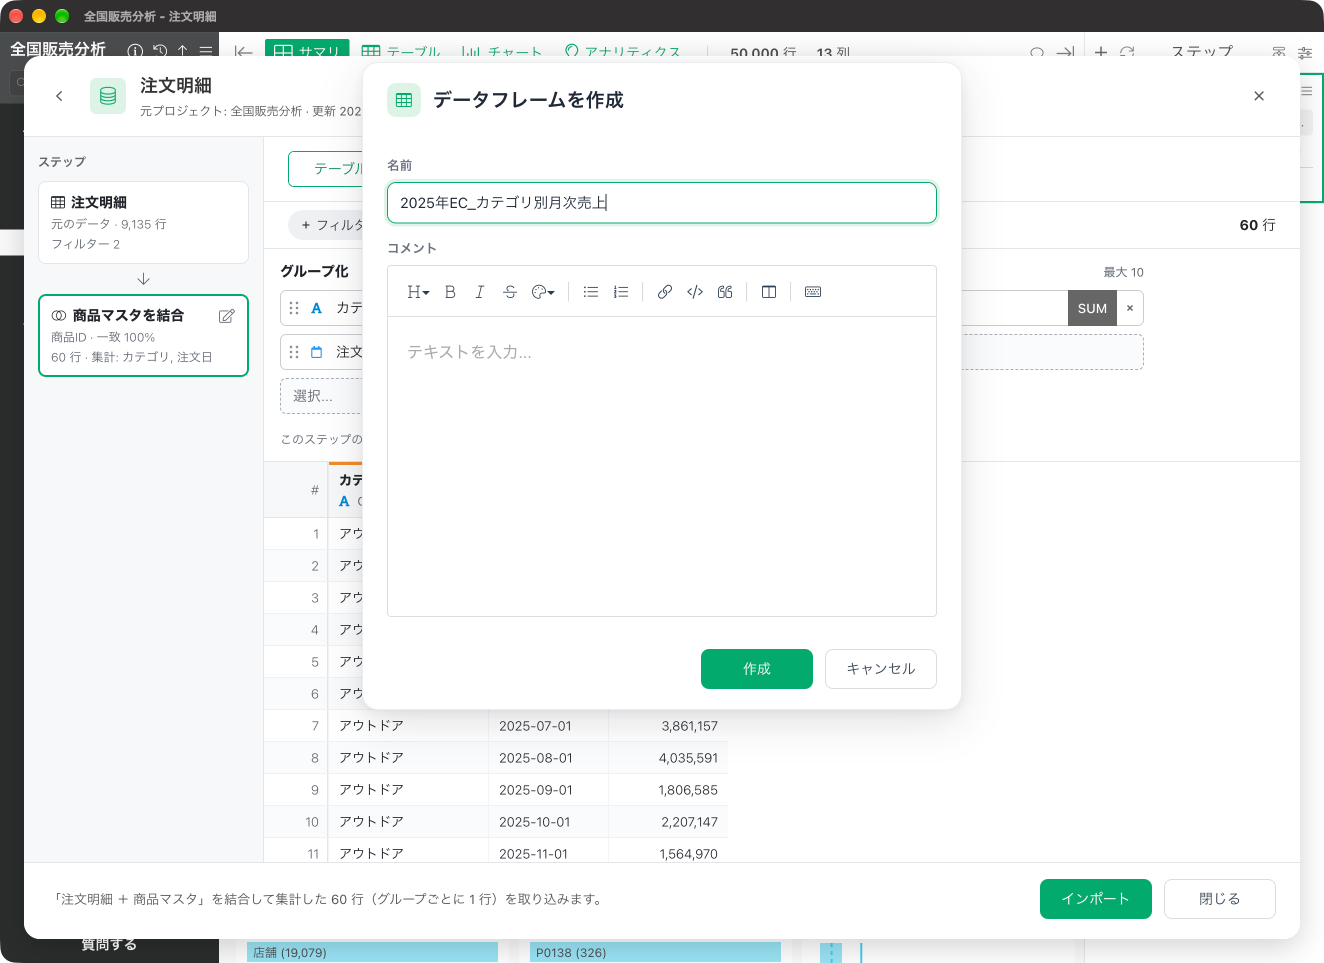 全国販売分析 - 注文明細
全国販売分析
サマリ
テーブル
チャート
アナリティクス
50,000 行
13 列
ステップ
注文明細
元プロジェクト: 全国販売分析 · 更新 202
ステップ
注文明細
元のデータ · 9,135 行
フィルター 2
商品マスタを結合
商品ID · 一致 100%
60 行 · 集計: カテゴリ, 注文日
テーブル
+ フィルタ
60 行
グループ化
最大 10
A カテ
SUM ×
注文
選択...
このステップの
データフレームを作成
名前
2025年EC_カテゴリ別月次売上
コメント
H B I S
テキストを入力...
作成
キャンセル
# カテ
A
1 アウ
2 アウ
3 アウ
4 アウ
5 アウ
6 アウ
7 アウトドア 2025-07-01 3,861,157
8 アウトドア 2025-08-01 4,035,591
9 アウトドア 2025-09-01 1,806,585
10 アウトドア 2025-10-01 2,207,147
11 アウトドア 2025-11-01 1,564,970
「注文明細 + 商品マスタ」を結合して集計した 60 行（グループごとに 1 行）を取り込みます。
インポート
閉じる
質問する
店舗 (19,079)
P0138 (326)